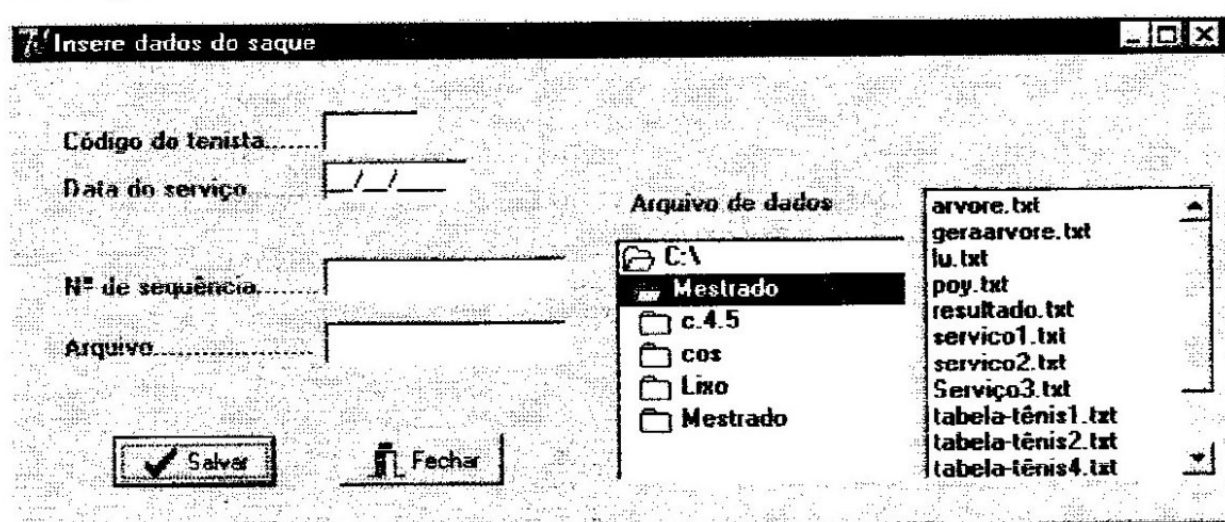 Insere dados do saque
Código do tenista.......
Data do serviço
__/__/____
Nº de sequência........
Arquivo...................
Salvar
Fechar
Arquivo de dados
C:\
Mestrado
c.4.5
cos
Lixo
Mestrado
arvore.txt
geraarvore.txt
lu.txt
poy.txt
resultado.txt
servico1.txt
servico2.txt
Serviço3.txt
tabela-tênis1.txt
tabela-tênis2.txt
tabela-tênis4.txt